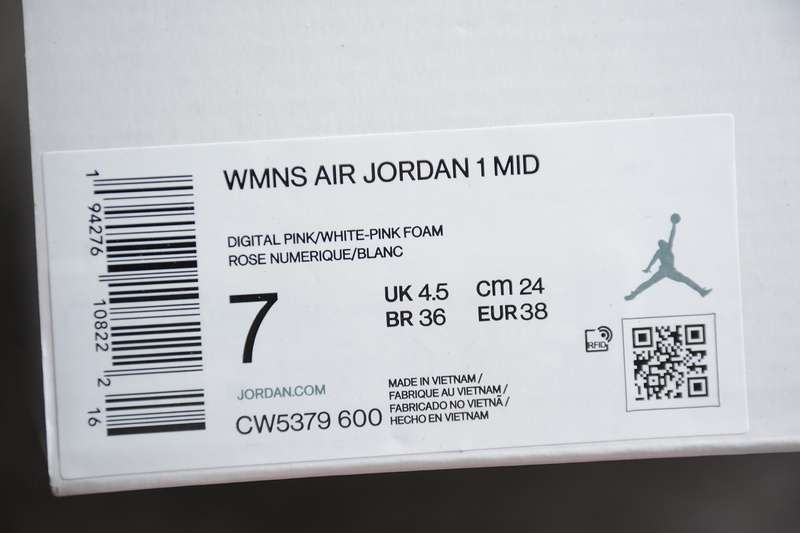 WMNS AIR JORDAN 1 MID
DIGITAL PINK/WHITE-PINK FOAM
ROSE NUMERIQUE/BLANC
7
UK 4.5 cm 24
BR 36 EUR 38
RFID
JORDAN.COM
CW5379 600
MADE IN VIETNAM /
FABRIQUE AU VIETNAM /
FABRICADO NO VIETNÃ /
HECHO EN VIETNAM
1 94276 10822 2 16